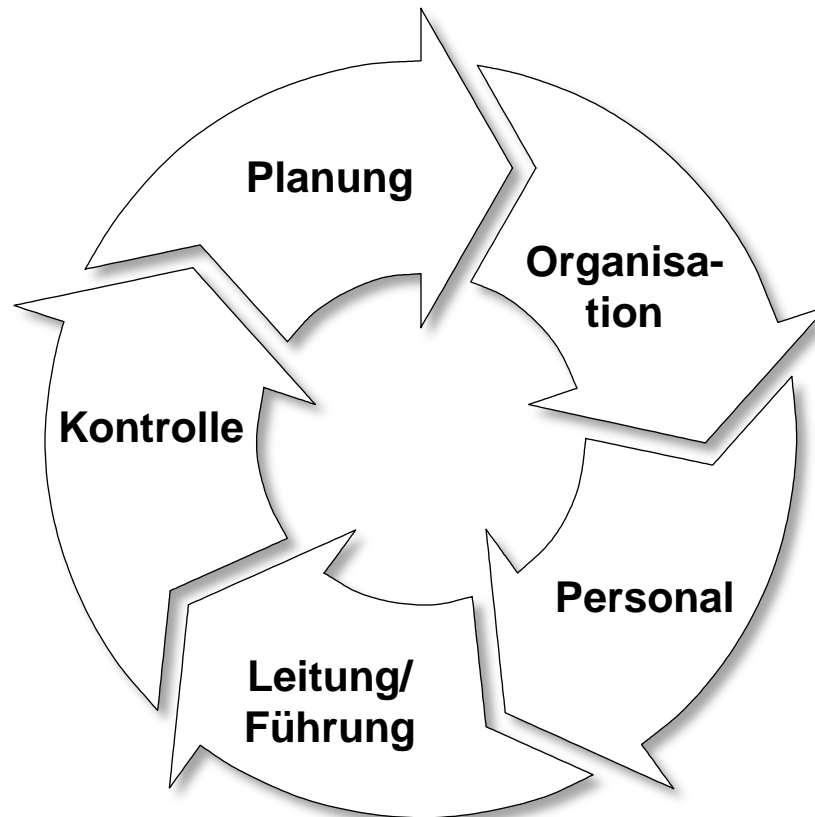 Planung
Organisa-
tion
Personal
Leitung/
Führung
Kontrolle